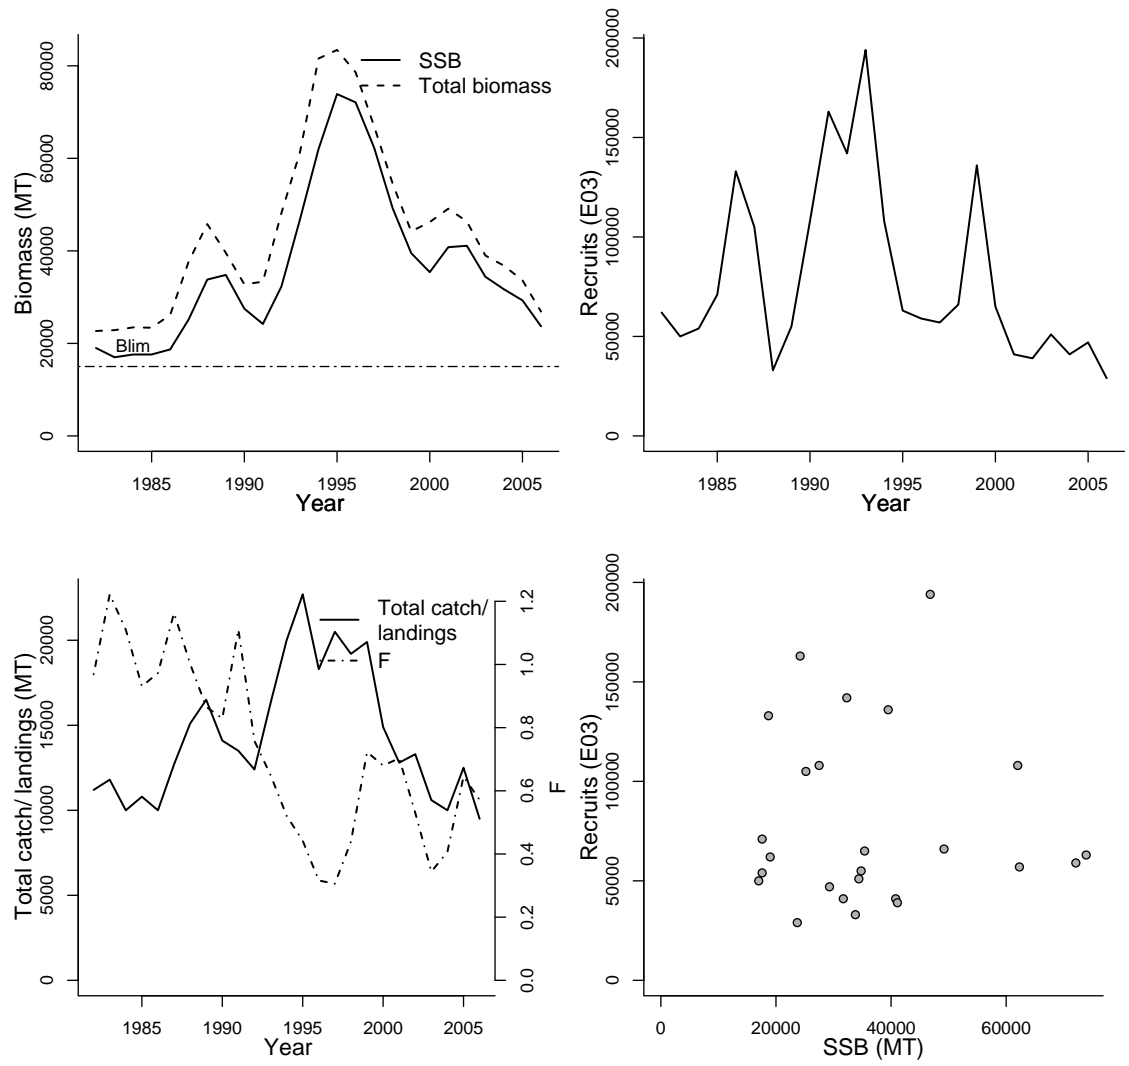 SSB
Total biomass
Blim
0
20000
40000
60000
80000
Biomass (MT)
1985 1990 1995 2000 2005
Year
0
50000
100000
150000
200000
Recruits (E03)
1985 1990 1995 2000 2005
Year
Total catch/
landings
F
0
5000
10000
15000
20000
Total catch/ landings (MT)
0.0
0.2
0.4
0.6
0.8
1.0
1.2
F
1985 1990 1995 2000 2005
Year
0
50000
100000
150000
200000
Recruits (E03)
0 20000 40000 60000
SSB (MT)